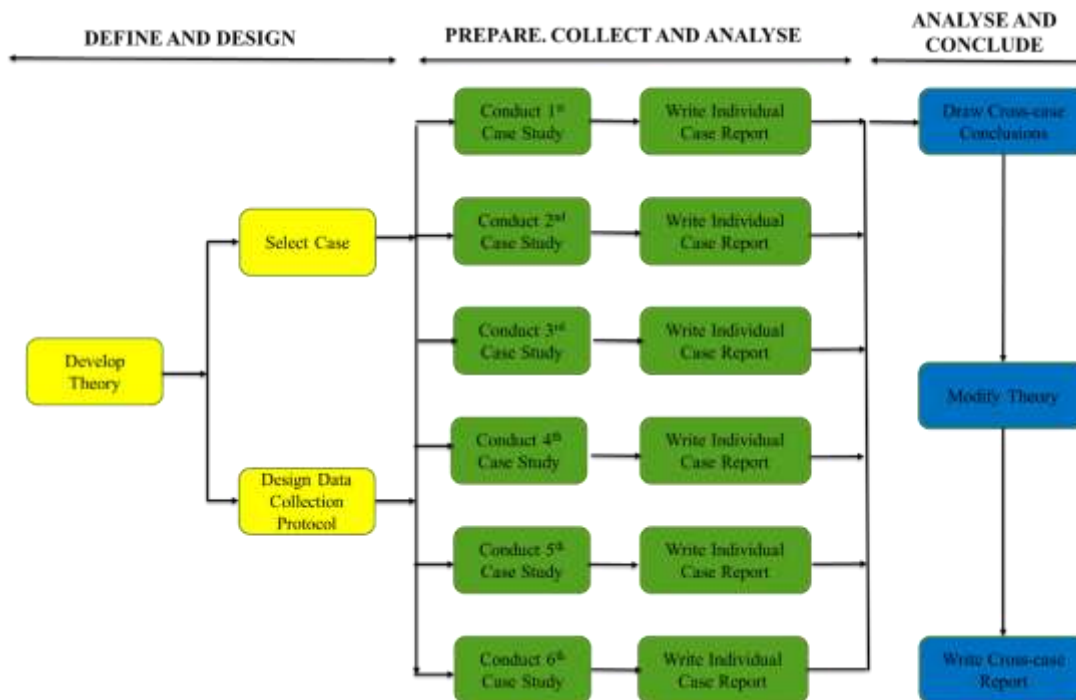 DEFINE AND DESIGN
PREPARE. COLLECT AND ANALYSE
ANALYSE AND
CONCLUDE
Develop
Theory
Select Case
Design Data
Collection
Protocol
Conduct 1st
Case Study
Write Individual
Case Report
Conduct 2nd
Case Study
Write Individual
Case Report
Conduct 3rd
Case Study
Write Individual
Case Report
Conduct 4th
Case Study
Write Individual
Case Report
Conduct 5th
Case Study
Write Individual
Case Report
Conduct 6th
Case Study
Write Individual
Case Report
Draw Cross-case
Conclusions
Modify Theory
Write Cross-case
Report